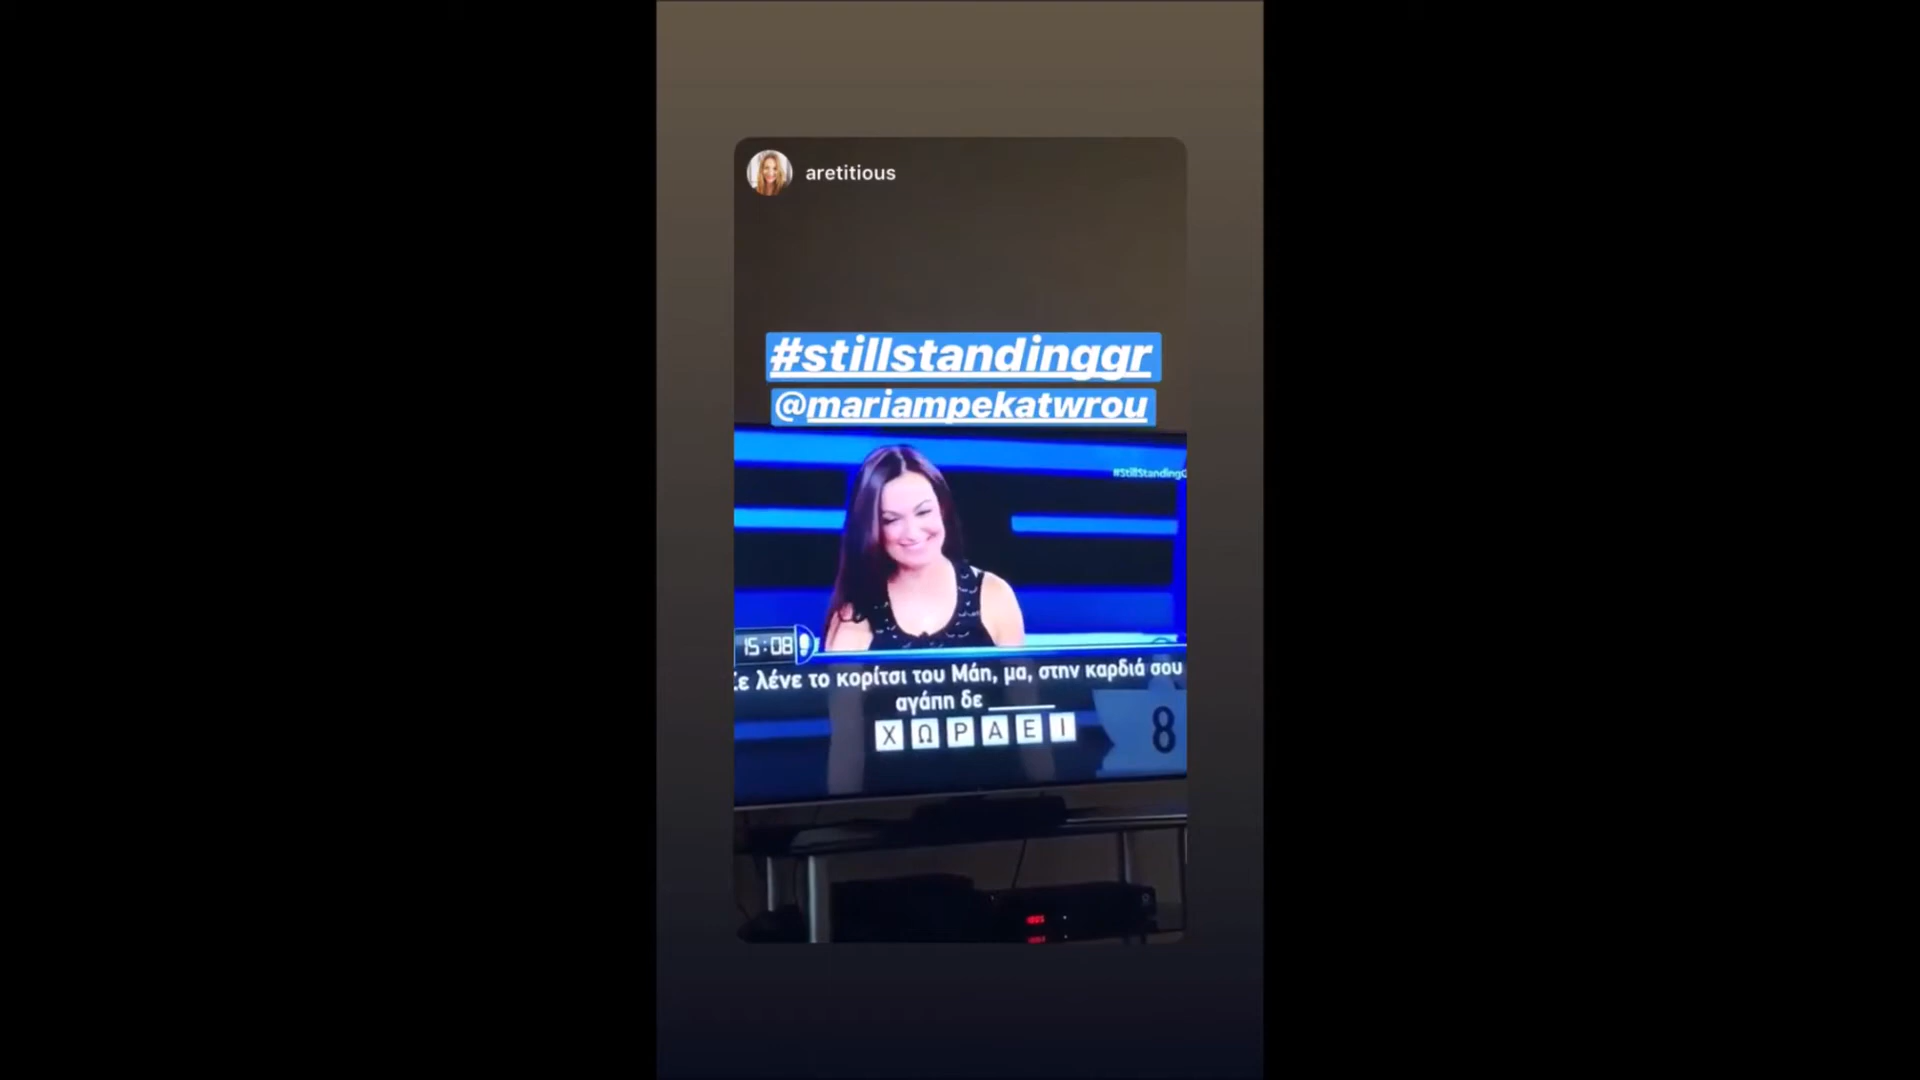 aretitious
#stillstandinggr
@mariampekatwrou
#StillStandingG
15:08
Σε λένε το κορίτσι του Μάη, μα, στην καρδιά σου
αγάπη δε _____
ΧΩΡΑΕΙ
8